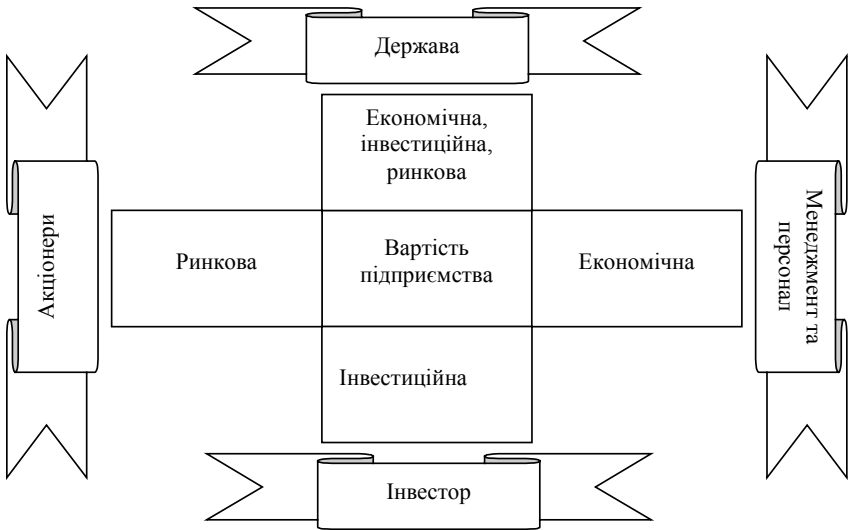 Держава
Економічна,
інвестиційна,
ринкова
Акціонери
Ринкова
Вартість
підприємства
Економічна
Менеджмент та
персонал
Інвестиційна
Інвестор